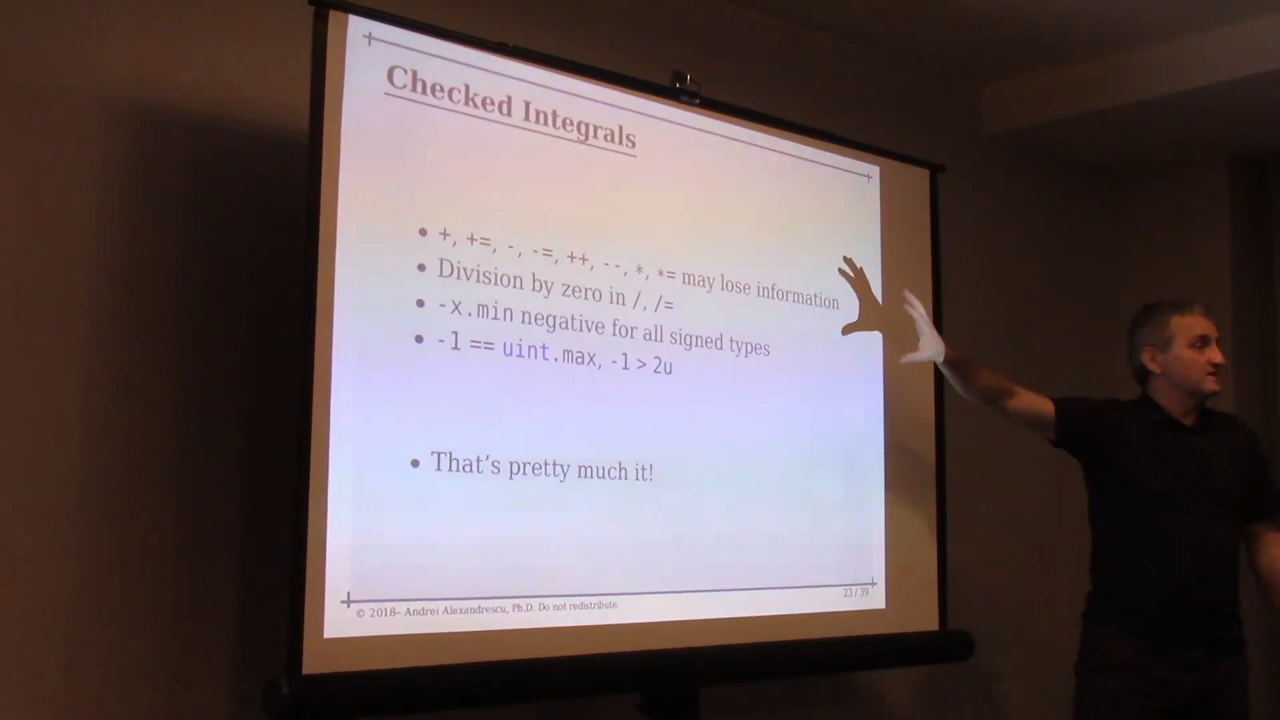 Checked Integrals
• +, +=, -, -=, ++, --, *, *= may lose information
• Division by zero in /, /=
• -x.min negative for all signed types
• -1 == uint.max, -1 > 2u
• That's pretty much it!
© 2018– Andrei Alexandrescu, Ph.D. Do not redistribute.
23 / 39